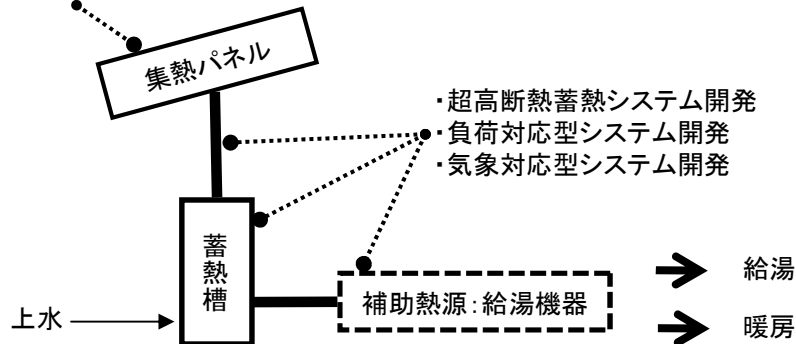 集熱パネル
・超高断熱蓄熱システム開発
・負荷対応型システム開発
・気象対応型システム開発
蓄熱槽
補助熱源：給湯機器
給湯
上水
暖房